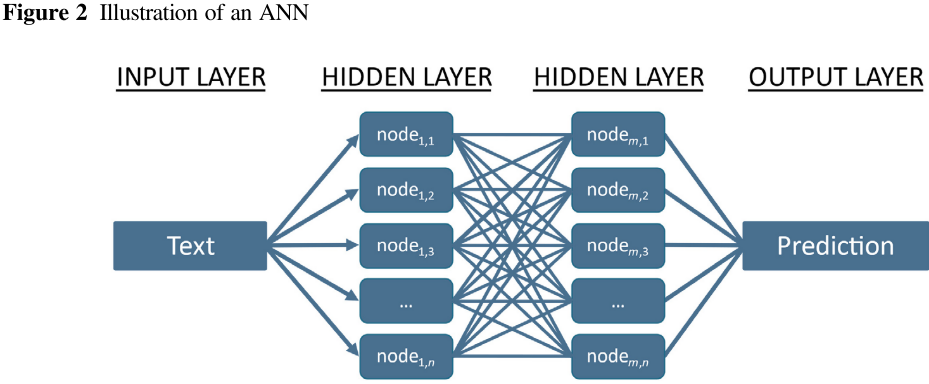 Figure 2 Illustration of an ANN
INPUT LAYER HIDDEN LAYER HIDDEN LAYER OUTPUT LAYER
node1,1 nodem,1
node1,2 nodem,2
Text node1,3 nodem,3 Prediction
... ...
node1,n nodem,n